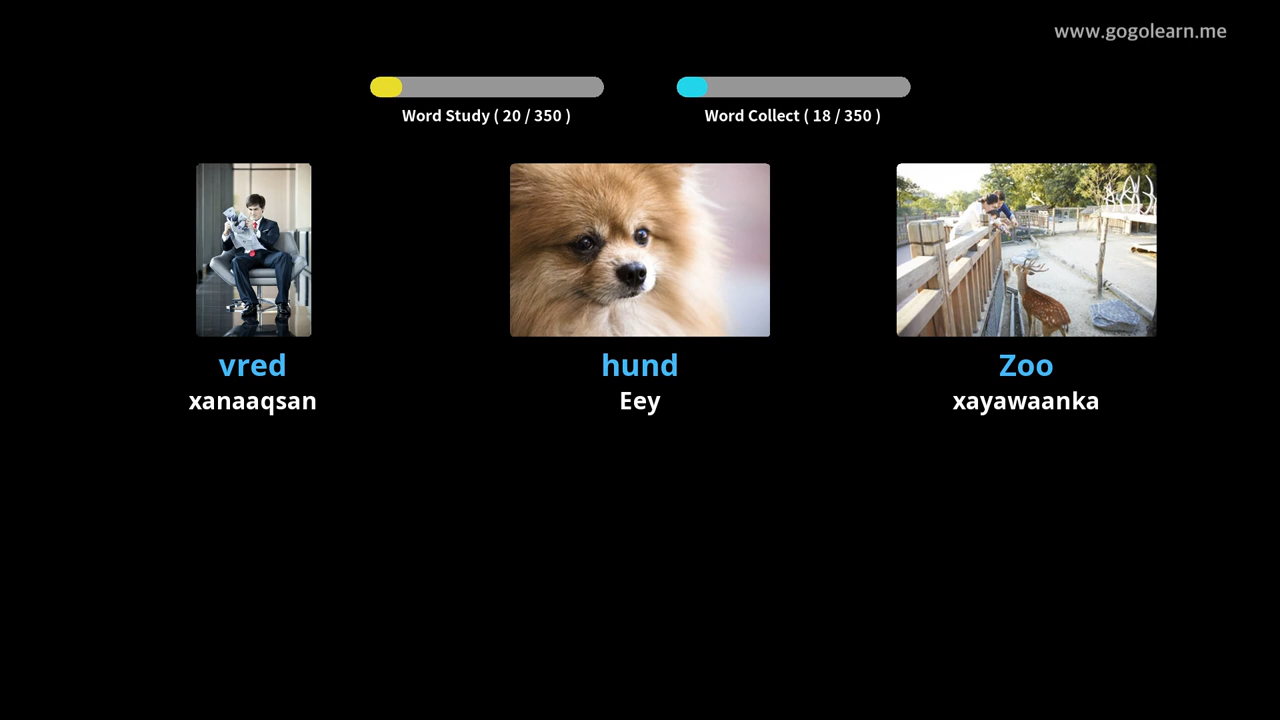 www.gogolearn.me
Word Study ( 20 / 350 )
Word Collect ( 18 / 350 )
vred
xanaaqsan
hund
Eey
Zoo
xayawaanka